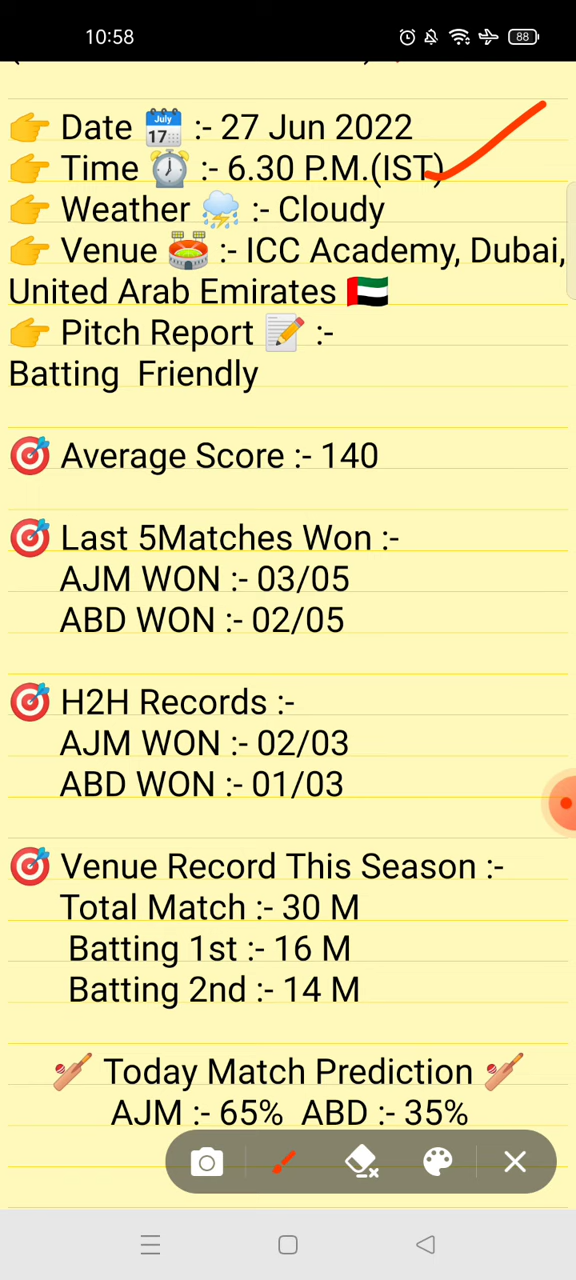 10:58
88
Date :- 27 Jun 2022
Time :- 6.30 P.M.(IST)
Weather :- Cloudy
Venue :- ICC Academy, Dubai,
United Arab Emirates
Pitch Report :-
Batting Friendly
Average Score :- 140
Last 5Matches Won :-
AJM WON :- 03/05
ABD WON :- 02/05
H2H Records :-
AJM WON :- 02/03
ABD WON :- 01/03
Venue Record This Season :-
Total Match :- 30 M
Batting 1st :- 16 M
Batting 2nd :- 14 M
Today Match Prediction
AJM :- 65% ABD :- 35%